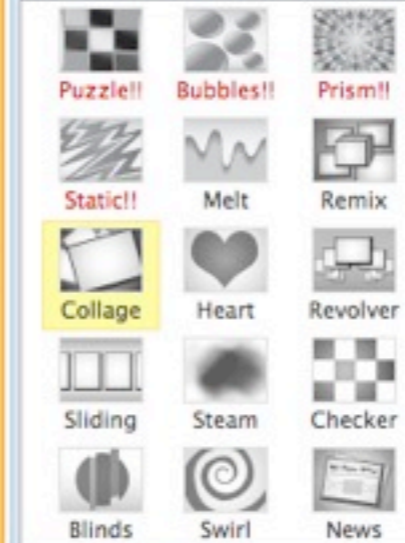 Puzzle!! Bubbles!! Prism!!
Static!! Melt Remix
Collage Heart Revolver
Sliding Steam Checker
Blinds Swirl News